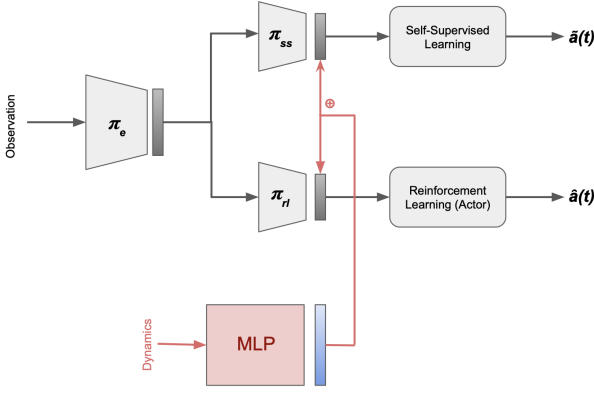 Observation
π_e
π_ss
Self-Supervised
Learning
ã(t)
⊕
π_rl
Reinforcement
Learning (Actor)
â(t)
Dynamics
MLP